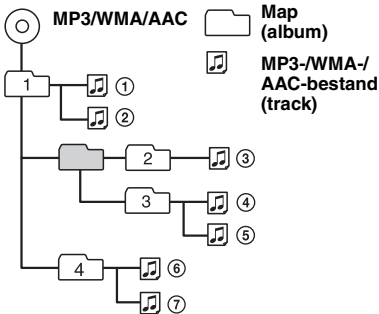 MP3/WMA/AAC
Map
(album)
MP3-/WMA-/
AAC-bestand
(track)
1
①
②
2
③
3
④
⑤
4
⑥
⑦